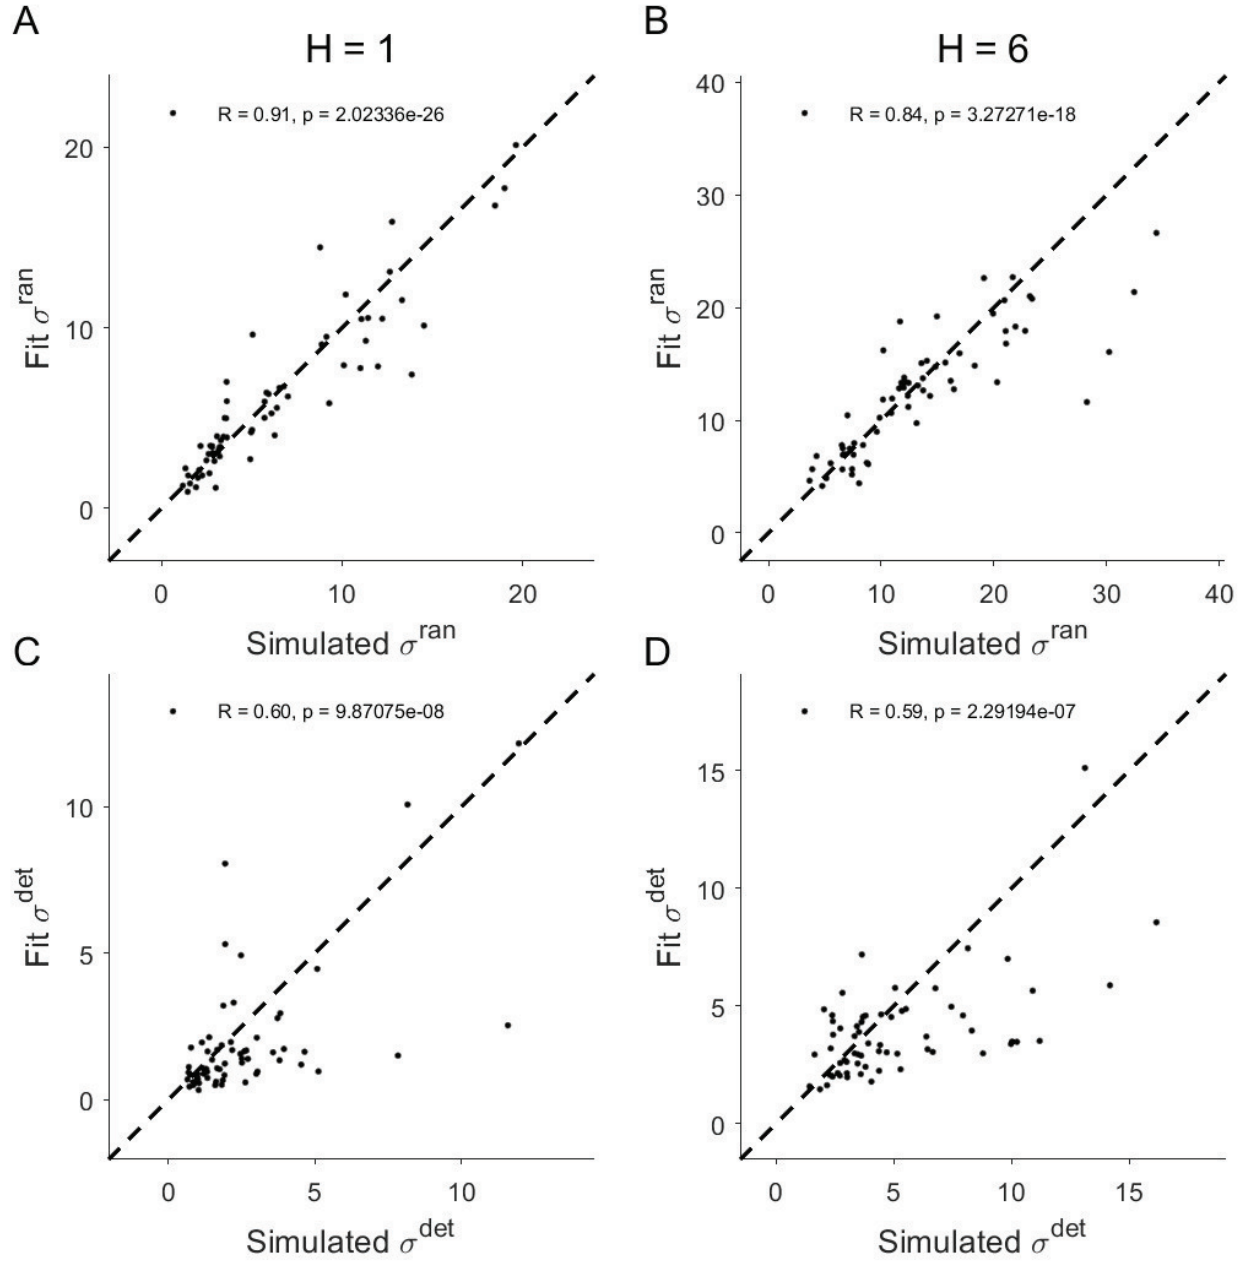 A
H = 1
R = 0.91, p = 2.02336e-26
20
10
0
0 10 20
Fit σ^ran
Simulated σ^ran
B
H = 6
R = 0.84, p = 3.27271e-18
40
30
20
10
0
0 10 20 30 40
Fit σ^ran
Simulated σ^ran
C
R = 0.60, p = 9.87075e-08
10
5
0
0 5 10
Fit σ^det
Simulated σ^det
D
R = 0.59, p = 2.29194e-07
15
10
5
0
0 5 10 15
Fit σ^det
Simulated σ^det